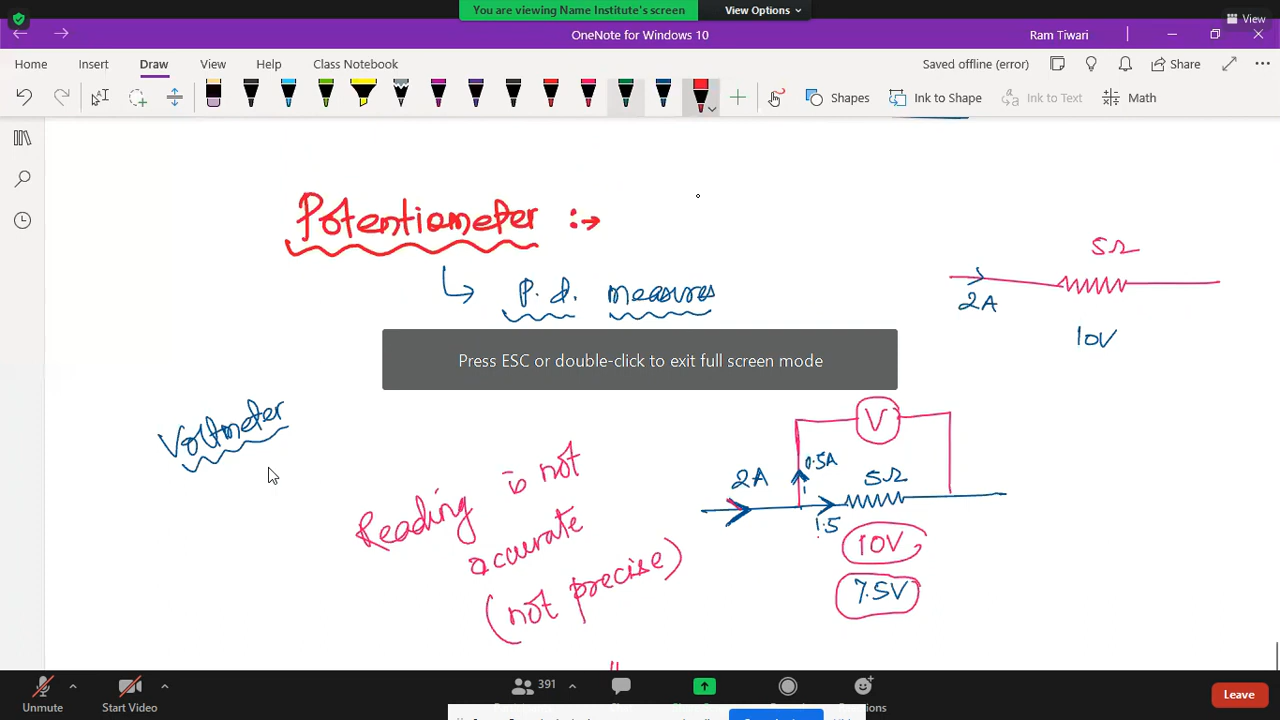 You are viewing Name Institute's screen
View Options
View
OneNote for Windows 10
Ram Tiwari
Home
Insert
Draw
View
Help
Class Notebook
Saved offline (error)
Share
Shapes
Ink to Shape
Ink to Text
Math
Potentiometer :→
P.d. measures
5Ω
2A
10V
Press ESC or double-click to exit full screen mode
Voltmeter
Reading is not
accurate
(not precise)
V
0.5A
2A
5Ω
1.5
10V
7.5V
391
Unmute
Start Video
Leave